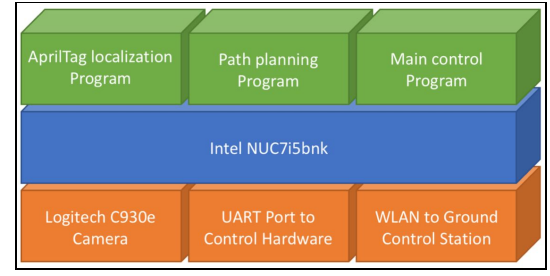 AprilTag localization
Program
Path planning
Program
Main control
Program
Intel NUC7i5bnk
Logitech C930e
Camera
UART Port to
Control Hardware
WLAN to Ground
Control Station